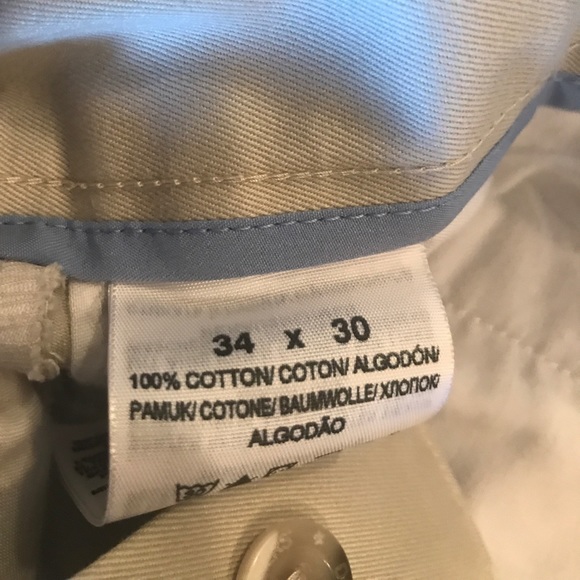 34 x 30
100% COTTON/ COTON/ ALGODÓN/
PAMUK/ COTONE/ BAUMWOLLE/ ХЛОПОК/
ALGODÃO